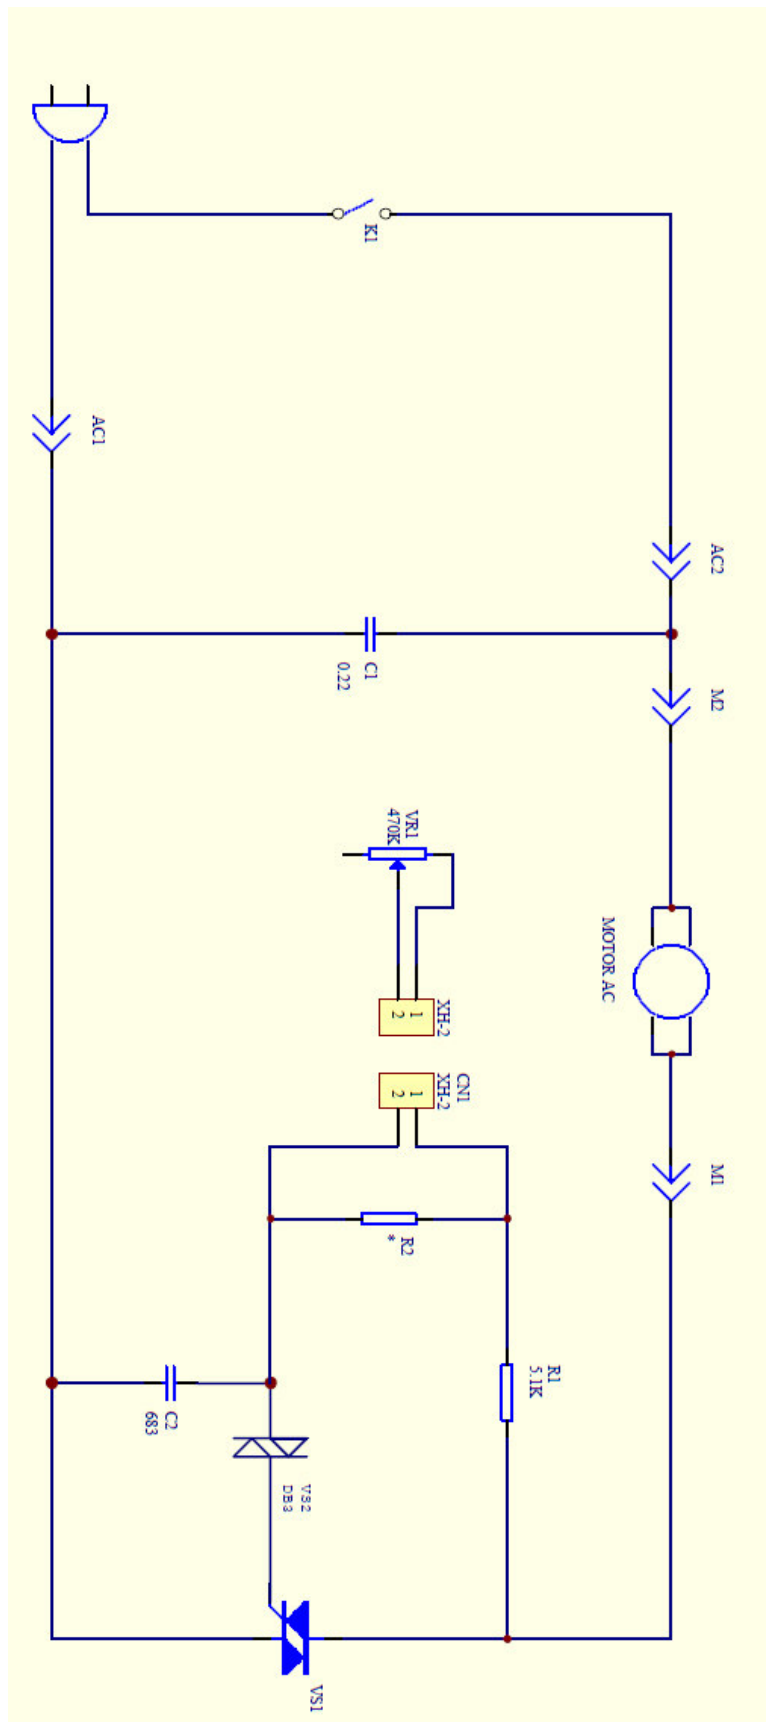 K1
AC1
AC2
C1
0.22
M2
VR1
470K
MOTOR AC
XH-2
1
2
CN1
XH-2
1
2
M1
R2
*
R1
5.1K
C2
683
VS2
DB3
VS1